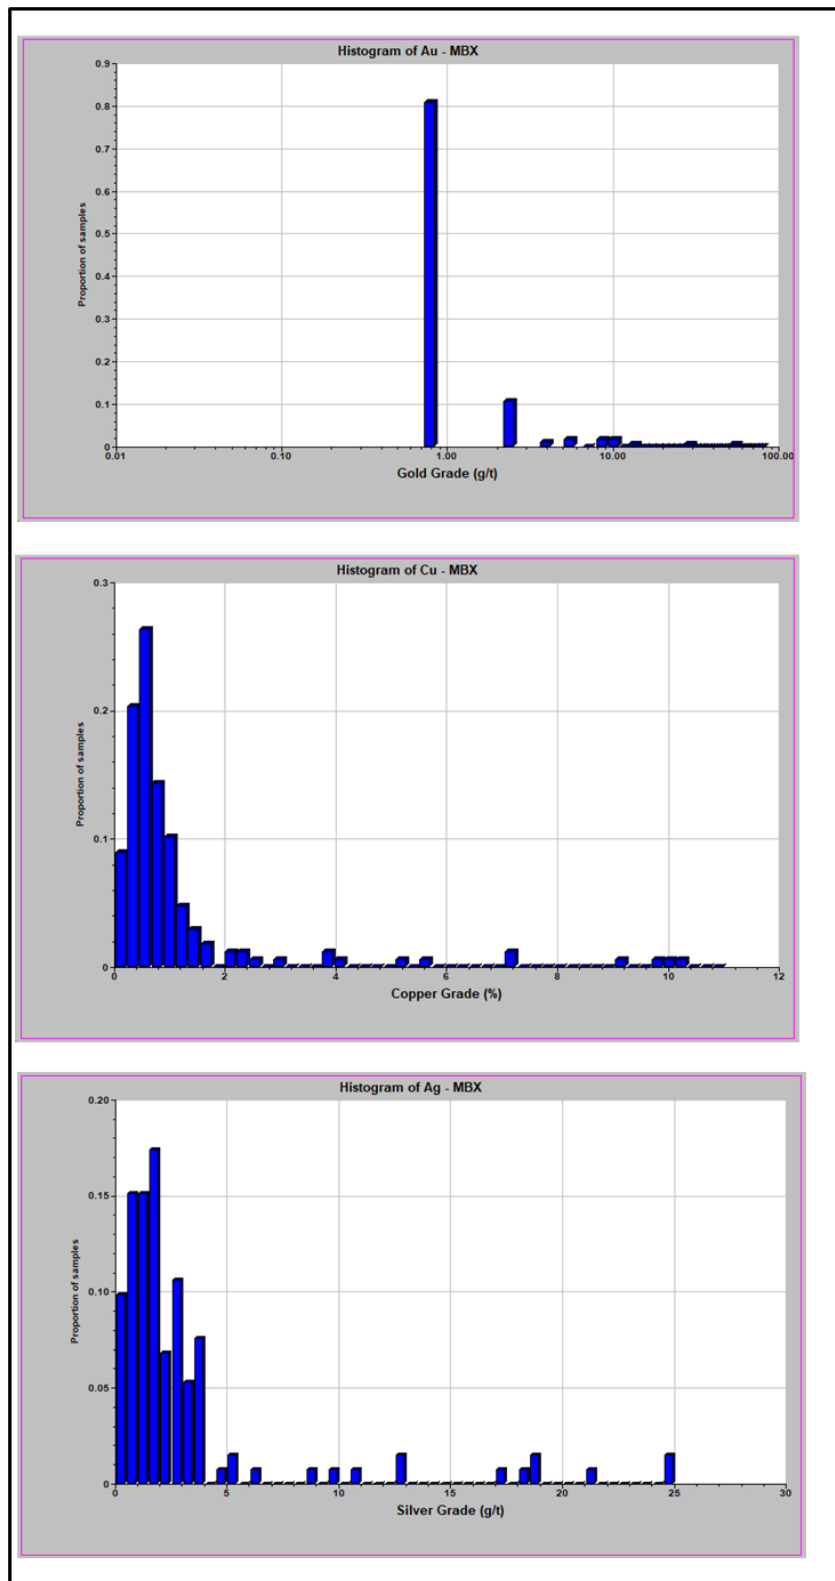 Histogram of Au - MBX
0.9
0.8
0.7
0.6
0.5
0.4
0.3
0.2
0.1
0
Proportion of samples
0.01 0.10 1.00 10.00 100.00
Gold Grade (g/t)
Histogram of Cu - MBX
0.3
0.2
0.1
0
Proportion of samples
0 2 4 6 8 10 12
Copper Grade (%)
Histogram of Ag - MBX
0.20
0.15
0.10
0.05
0
Proportion of samples
0 5 10 15 20 25 30
Silver Grade (g/t)